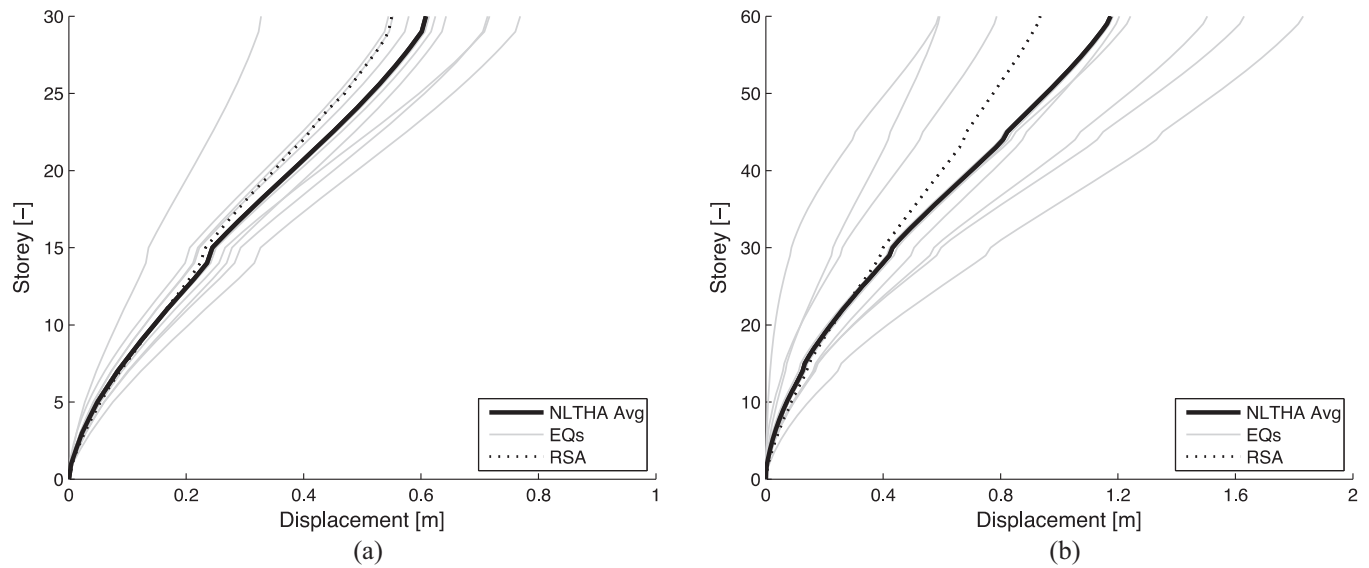 30
25
20
15
10
5
0
Storey [–]
0
0.2
0.4
0.6
0.8
1
Displacement [m]
NLTHA Avg
EQs
RSA
(a)
60
50
40
30
20
10
0
Storey [–]
0
0.4
0.8
1.2
1.6
2
Displacement [m]
NLTHA Avg
EQs
RSA
(b)